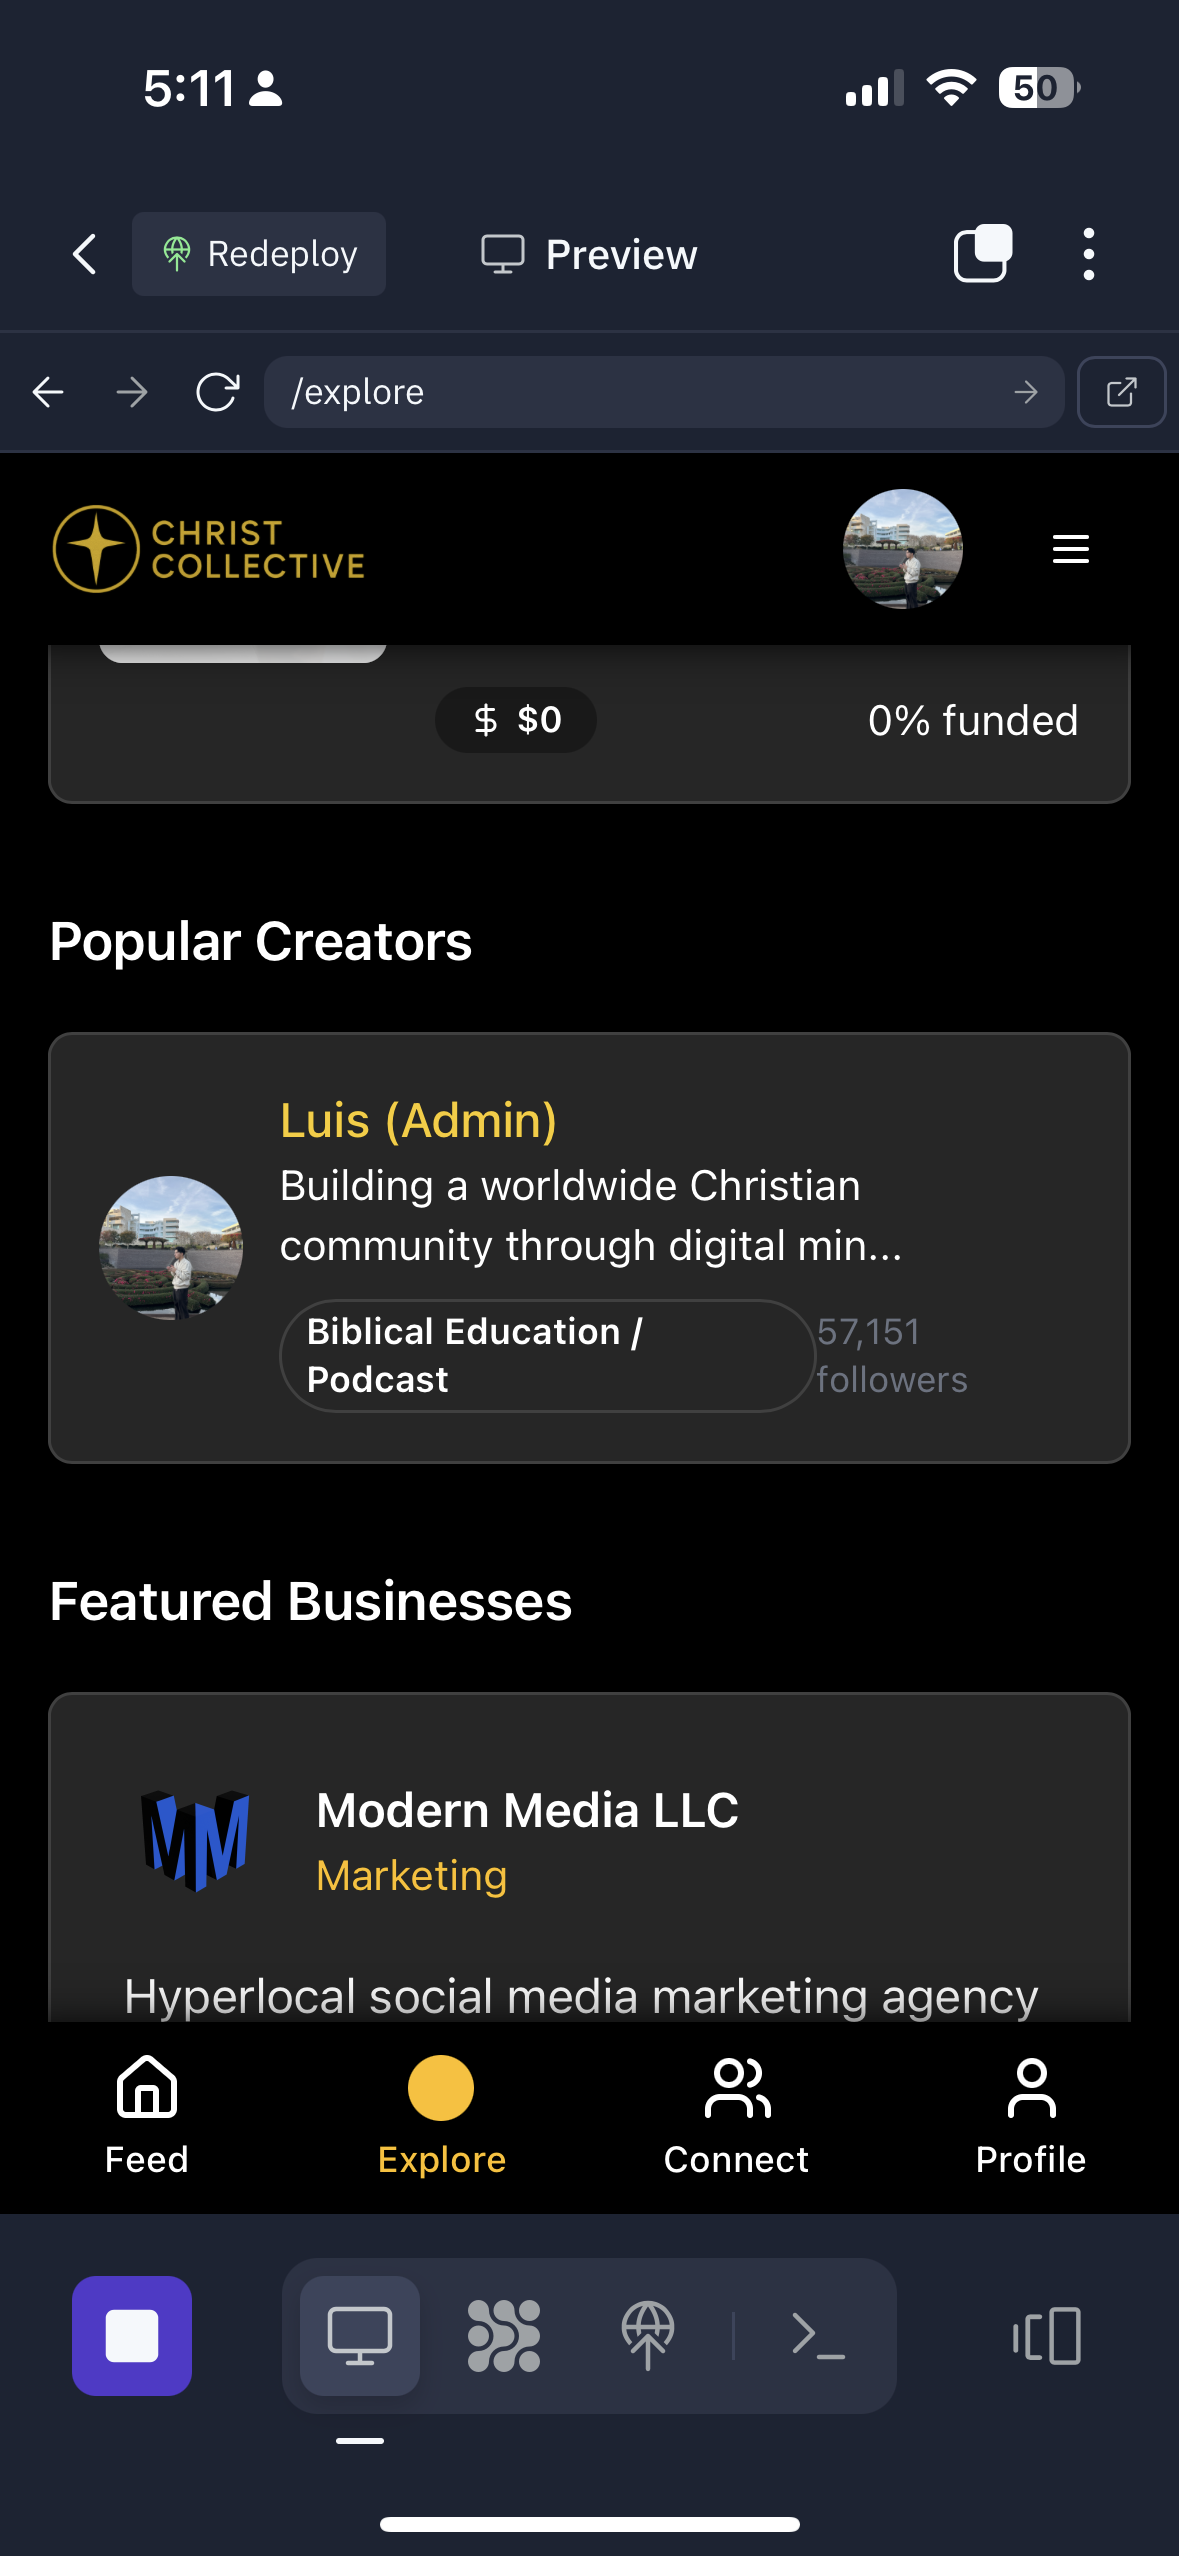 5:11
50
Redeploy
Preview
/explore
CHRIST
COLLECTIVE
$0
0% funded
Popular Creators
Luis (Admin)
Building a worldwide Christian
community through digital min...
Biblical Education /
Podcast
57,151
followers
Featured Businesses
MM
Modern Media LLC
Marketing
Hyperlocal social media marketing agency
Feed
Explore
Connect
Profile